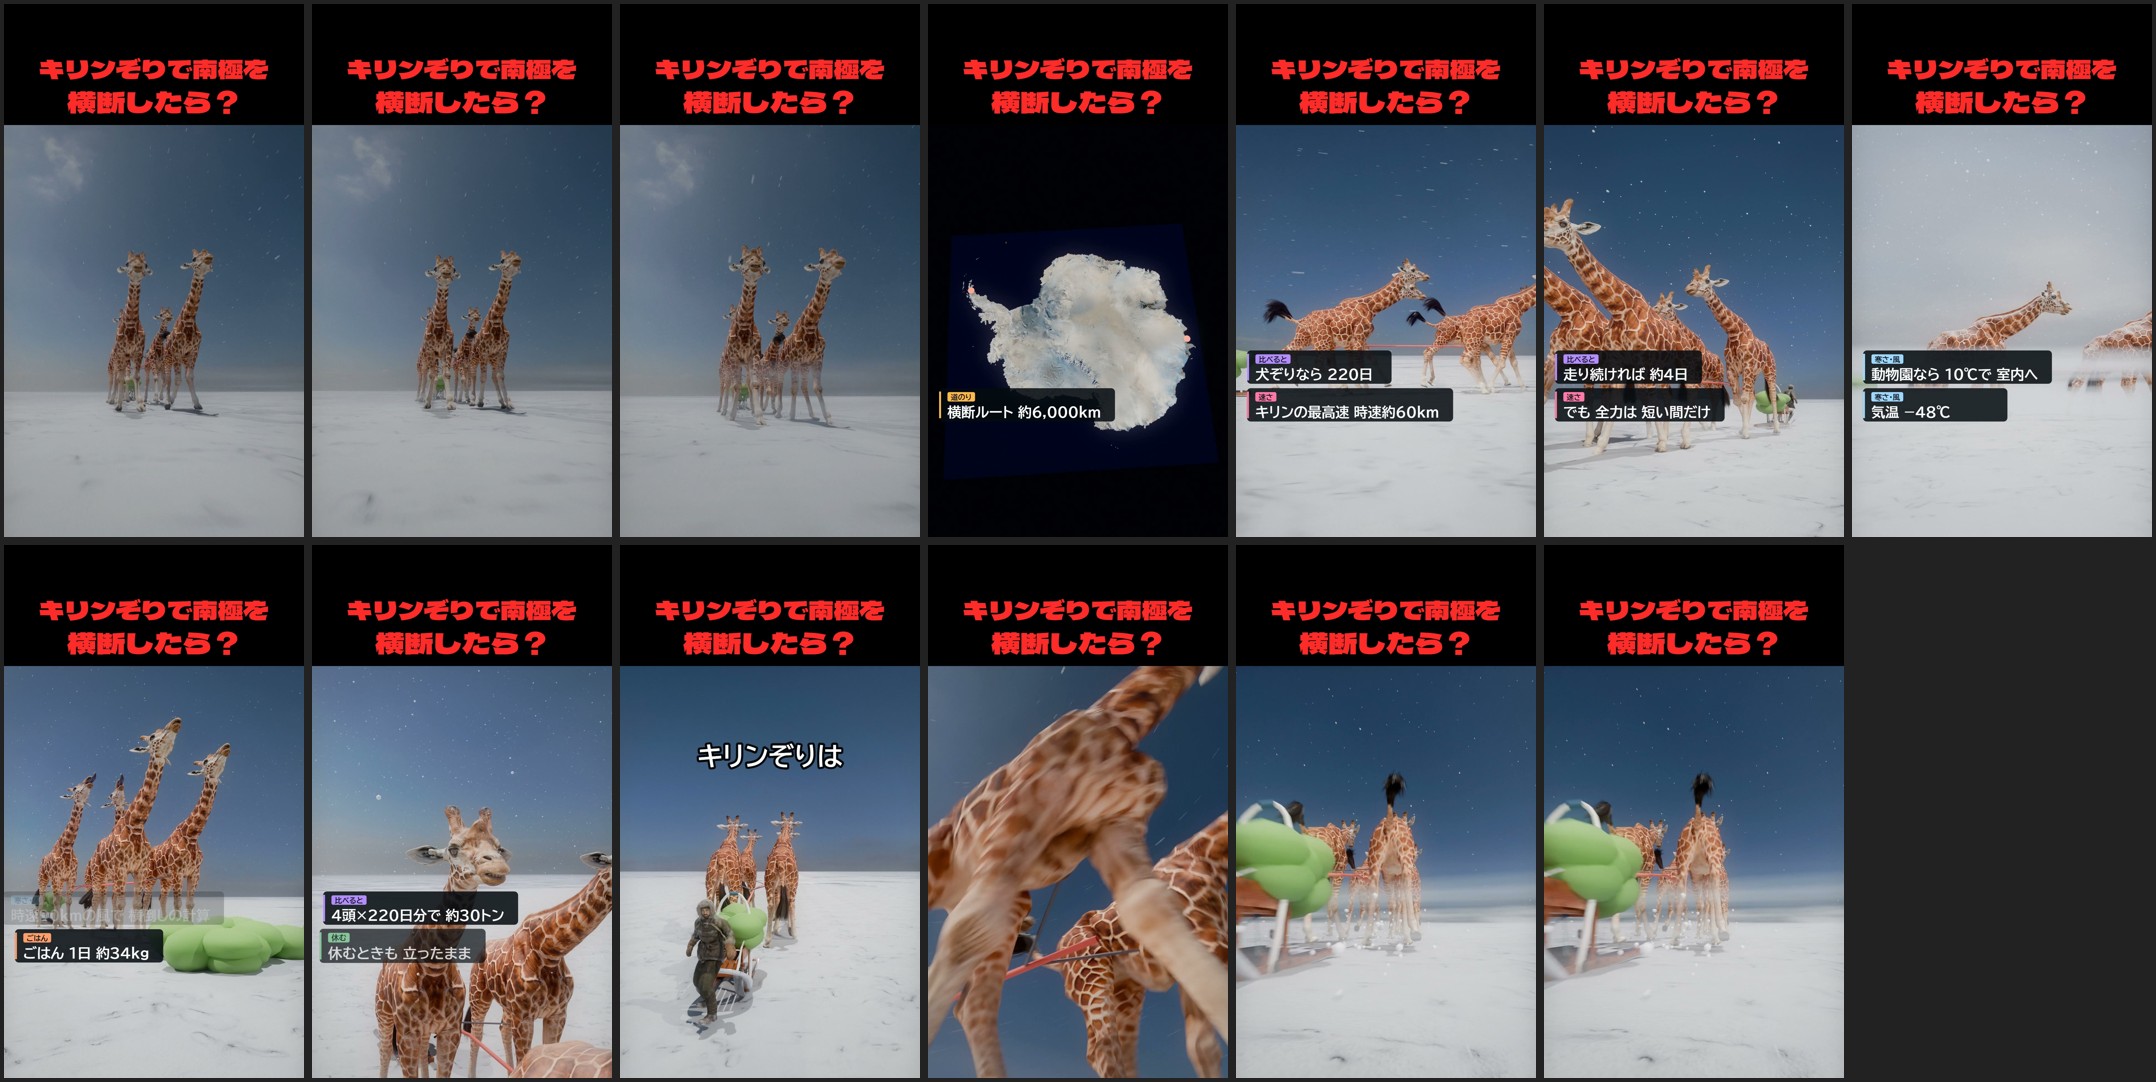 キリンぞりで南極を
横断したら？
キリンぞりで南極を
横断したら？
キリンぞりで南極を
横断したら？
キリンぞりで南極を
横断したら？
道のり
横断ルート 約6,000km
キリンぞりで南極を
横断したら？
比べると
犬ぞりなら 220日
速さ
キリンの最高速 時速約60km
キリンぞりで南極を
横断したら？
比べると
走り続ければ 約4日
速さ
でも 全力は 短い間だけ
キリンぞりで南極を
横断したら？
寒さ・風
動物園なら 10℃で 室内へ
寒さ・風
気温 −48℃
キリンぞりで南極を
横断したら？
ごはん
ごはん 1日 約34kg
キリンぞりで南極を
横断したら？
比べると
4頭×220日分で 約30トン
休む
休むときも 立ったまま
キリンぞりで南極を
横断したら？
キリンぞりは
キリンぞりで南極を
横断したら？
キリンぞりで南極を
横断したら？
キリンぞりで南極を
横断したら？